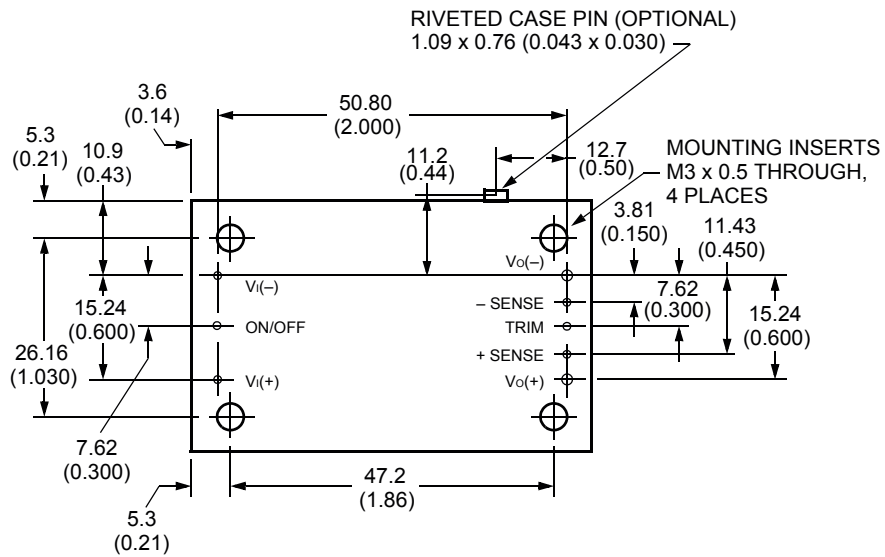 RIVETED CASE PIN (OPTIONAL)
1.09 x 0.76 (0.043 x 0.030)
3.6
(0.14)
50.80
(2.000)
5.3
(0.21)
10.9
(0.43)
11.2
(0.44)
12.7
(0.50)
MOUNTING INSERTS
M3 x 0.5 THROUGH,
4 PLACES
3.81
(0.150)
11.43
(0.450)
VO(–)
VI(–)
– SENSE
7.62
(0.300)
15.24
(0.600)
ON/OFF
TRIM
15.24
(0.600)
26.16
(1.030)
+ SENSE
VI(+)
VO(+)
7.62
(0.300)
47.2
(1.86)
5.3
(0.21)